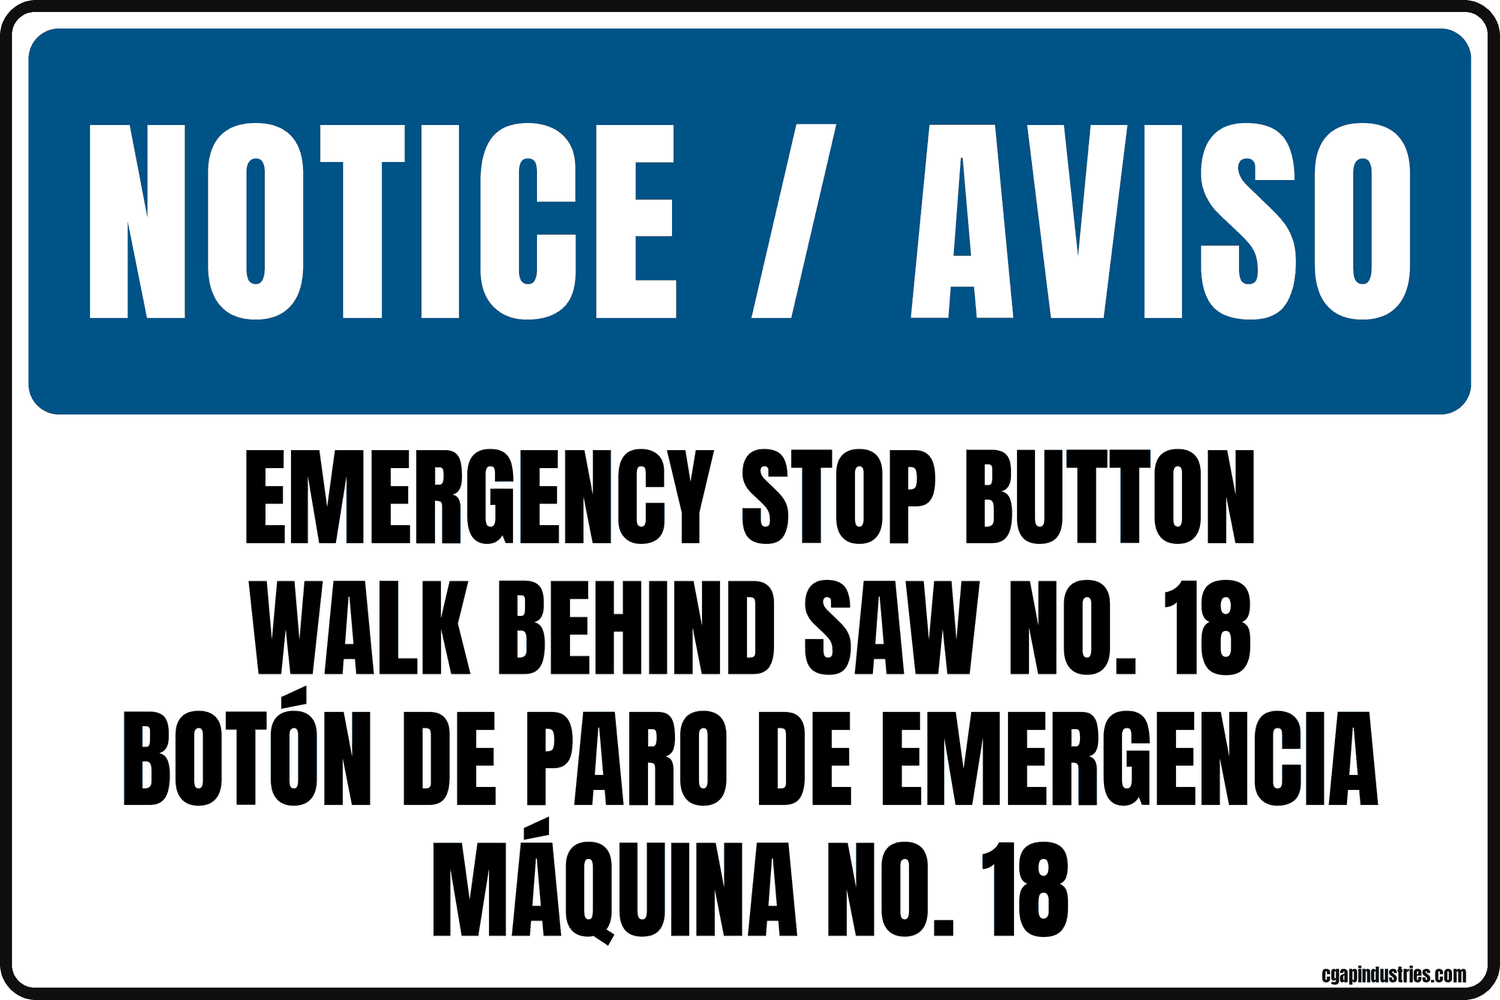 NOTICE / AVISO
EMERGENCY STOP BUTTON
WALK BEHIND SAW NO. 18
BOTÓN DE PARO DE EMERGENCIA
MÁQUINA NO. 18
cgapindustries.com